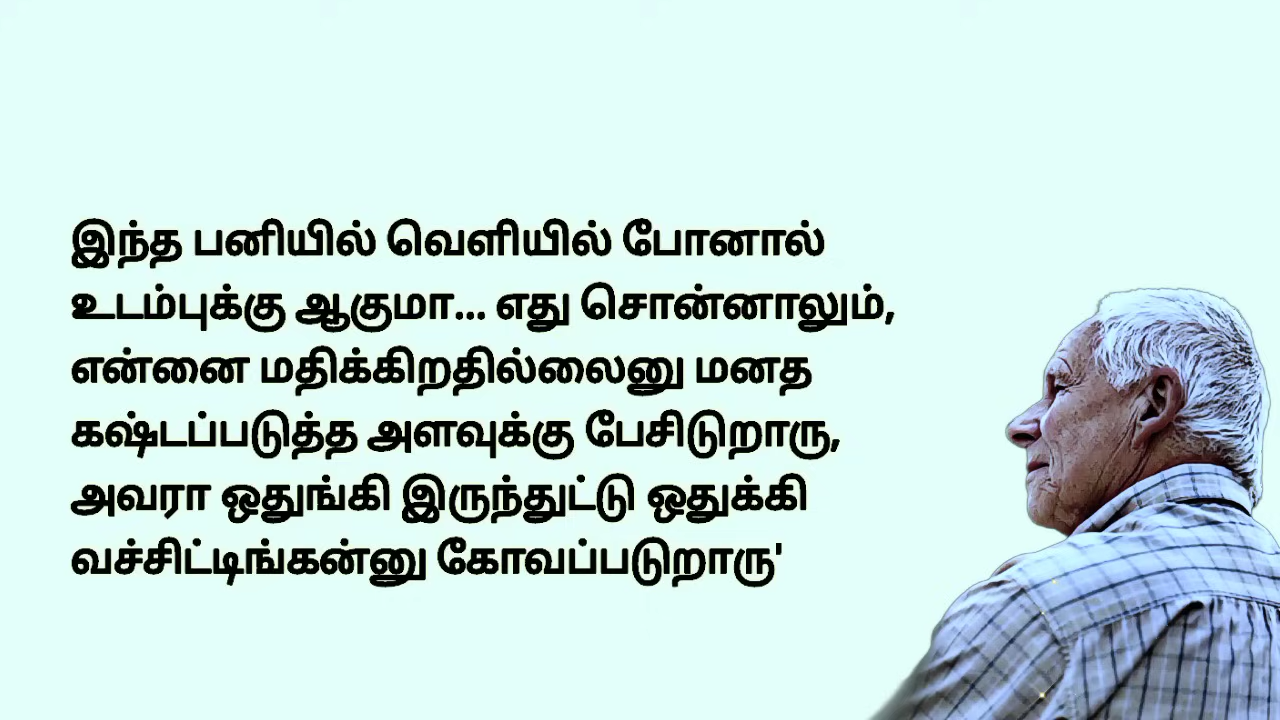 இந்த பனியில் வெளியில் போனால்
உடம்புக்கு ஆகுமா... எது சொன்னாலும்,
என்னை மதிக்கிறதில்லைனு மனத
கஷ்டப்படுத்த அளவுக்கு பேசிடுறாரு,
அவரா ஒதுங்கி இருந்துட்டு ஒதுக்கி
வச்சிட்டிங்கன்னு கோவப்படுறாரு'